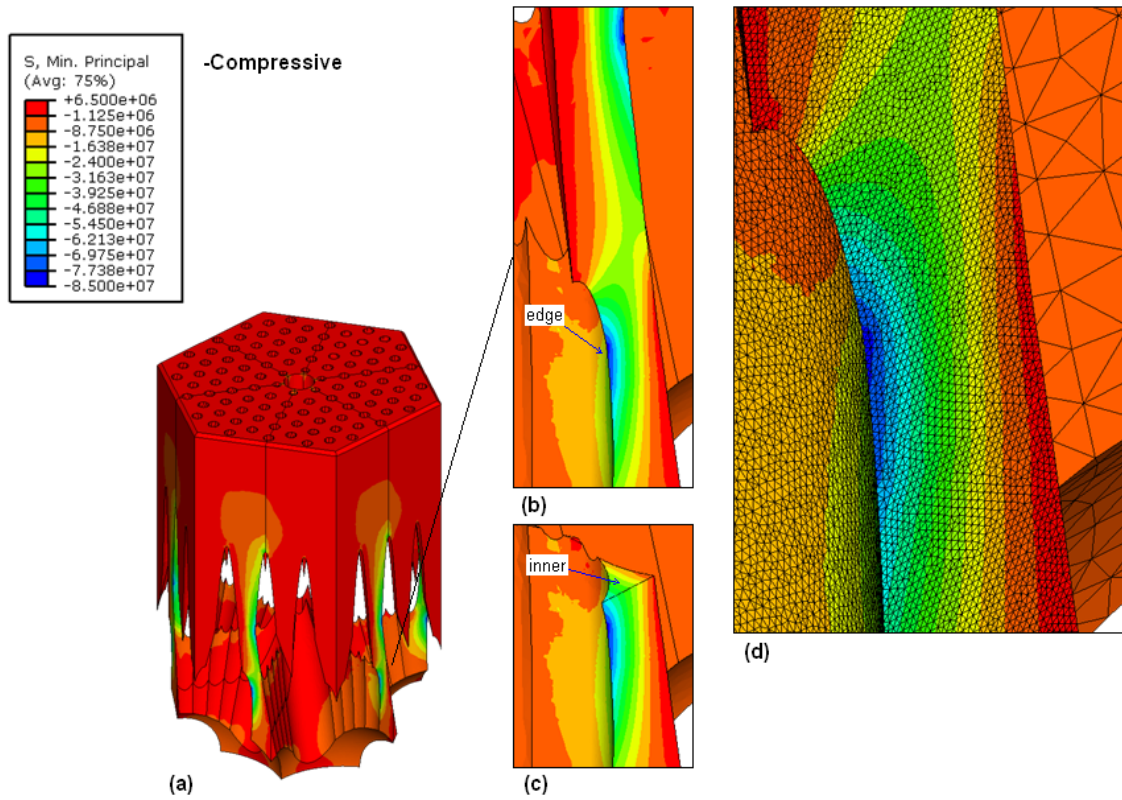 S, Min. Principal
(Avg: 75%)
+6.500e+06
-1.125e+06
-8.750e+06
-1.638e+07
-2.400e+07
-3.163e+07
-3.925e+07
-4.688e+07
-5.450e+07
-6.213e+07
-6.975e+07
-7.738e+07
-8.500e+07
-Compressive
(a)
edge
(b)
inner
(c)
(d)